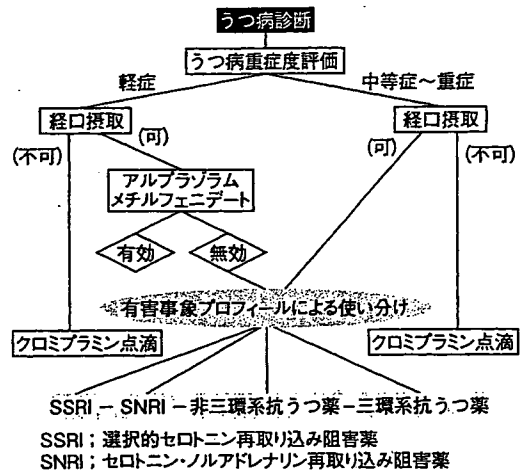 うつ病診断
うつ病重症度評価
軽症
中等症～重症
経口摂取
経口摂取
(不可)
(可)
(可)
(不可)
アルプラゾラム
メチルフェニデート
有効
無効
有害事象プロフィールによる使い分け
クロミプラミン点滴
クロミプラミン点滴
SSRI － SNRI －非三環系抗うつ薬－三環系抗うつ薬
SSRI ; 選択的セロトニン再取り込み阻害薬
SNRI ; セロトニン・ノルアドレナリン再取り込み阻害薬